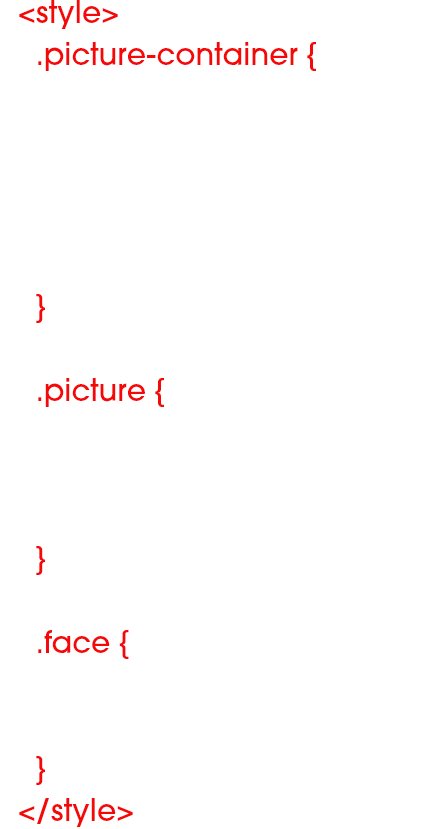 <style>
.picture-container {
}
.picture {
}
.face {
}
</style>